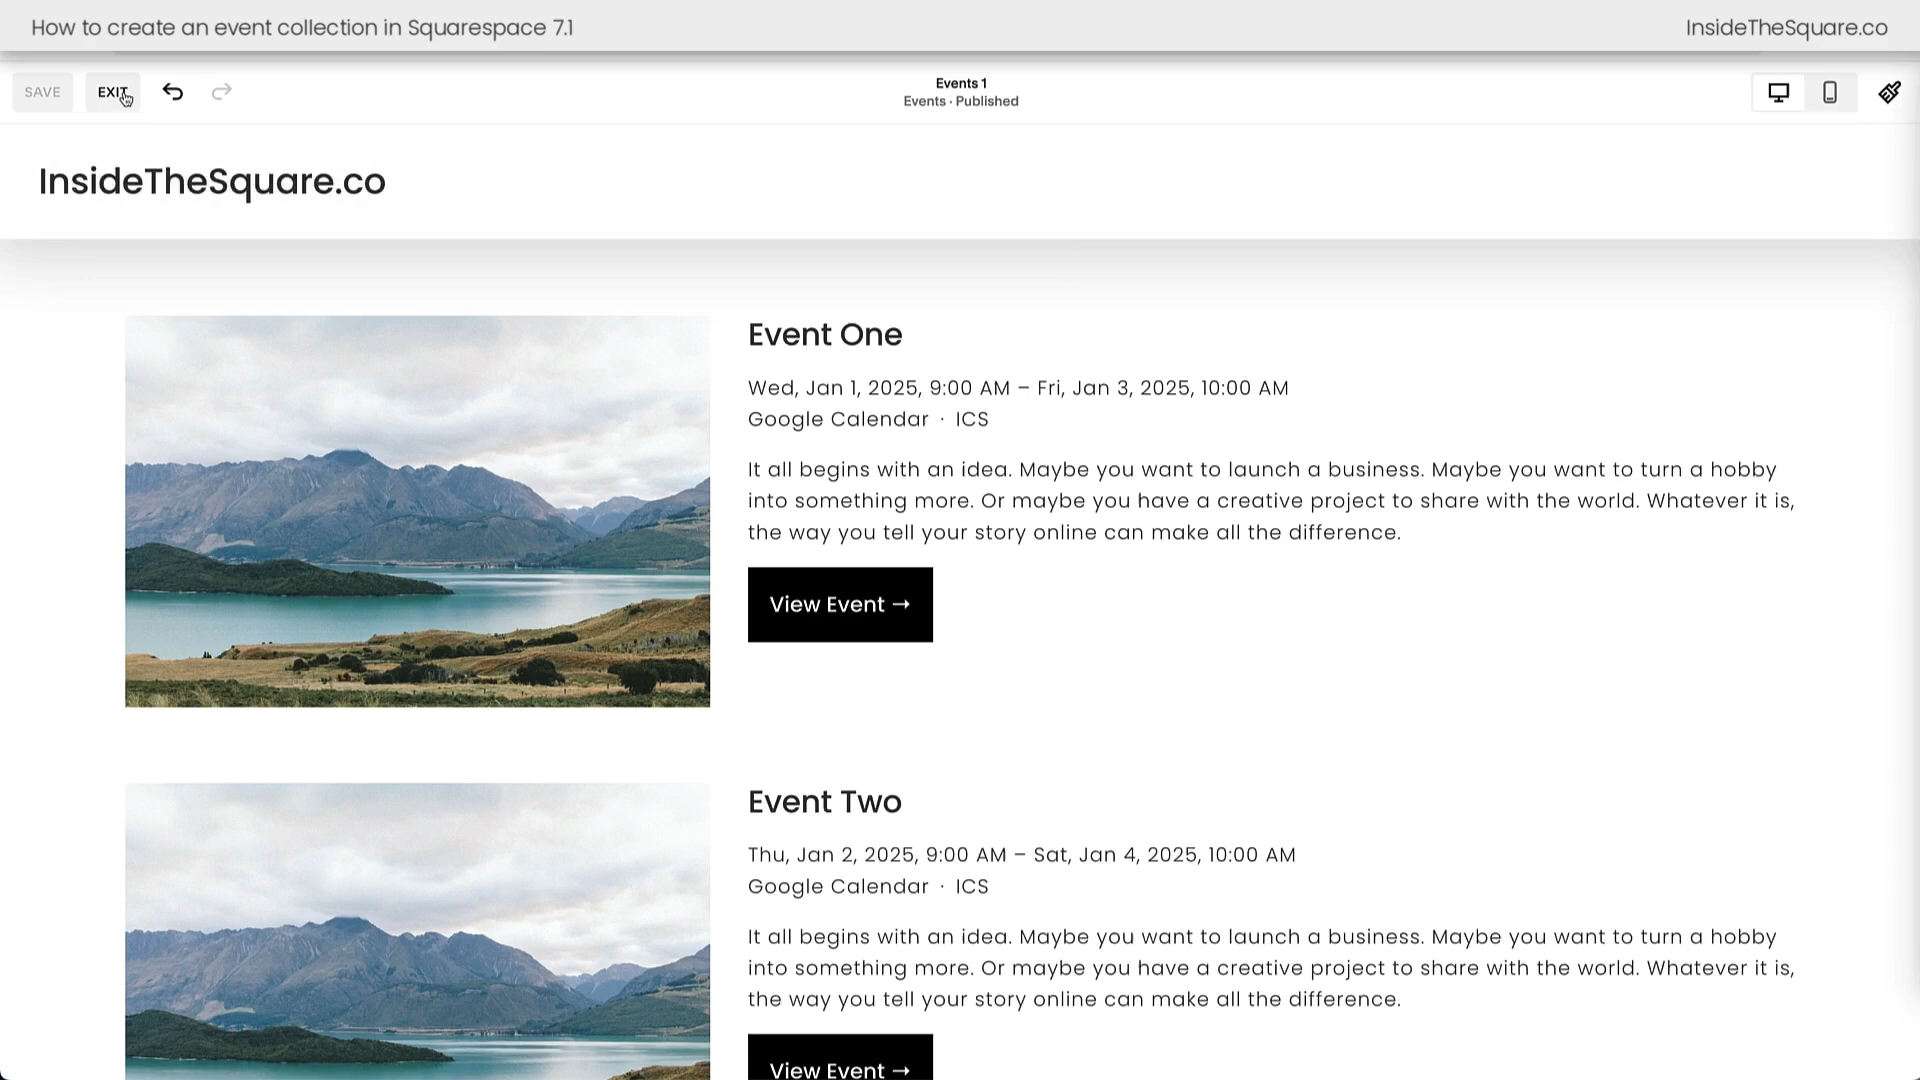 How to create an event collection in Squarespace 7.1
InsideTheSquare.co
SAVE
EXIT
Events 1
Events · Published
InsideTheSquare.co
Event One
Wed, Jan 1, 2025, 9:00 AM – Fri, Jan 3, 2025, 10:00 AM
Google Calendar · ICS
It all begins with an idea. Maybe you want to launch a business. Maybe you want to turn a hobby
into something more. Or maybe you have a creative project to share with the world. Whatever it is,
the way you tell your story online can make all the difference.
View Event →
Event Two
Thu, Jan 2, 2025, 9:00 AM – Sat, Jan 4, 2025, 10:00 AM
Google Calendar · ICS
It all begins with an idea. Maybe you want to launch a business. Maybe you want to turn a hobby
into something more. Or maybe you have a creative project to share with the world. Whatever it is,
the way you tell your story online can make all the difference.
View Event →